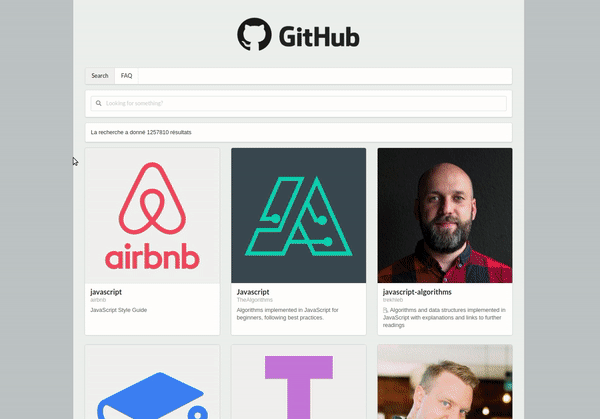 GitHub
Search
FAQ
Looking for something?
La recherche a donné 1257810 résultats
airbnb
javascript
airbnb
JavaScript Style Guide
Javascript
TheAlgorithms
Algorithms implemented in JavaScript for
beginners, following best practices.
javascript-algorithms
trekhleb
Algorithms and data structures implemented in
JavaScript with explanations and links to further
readings